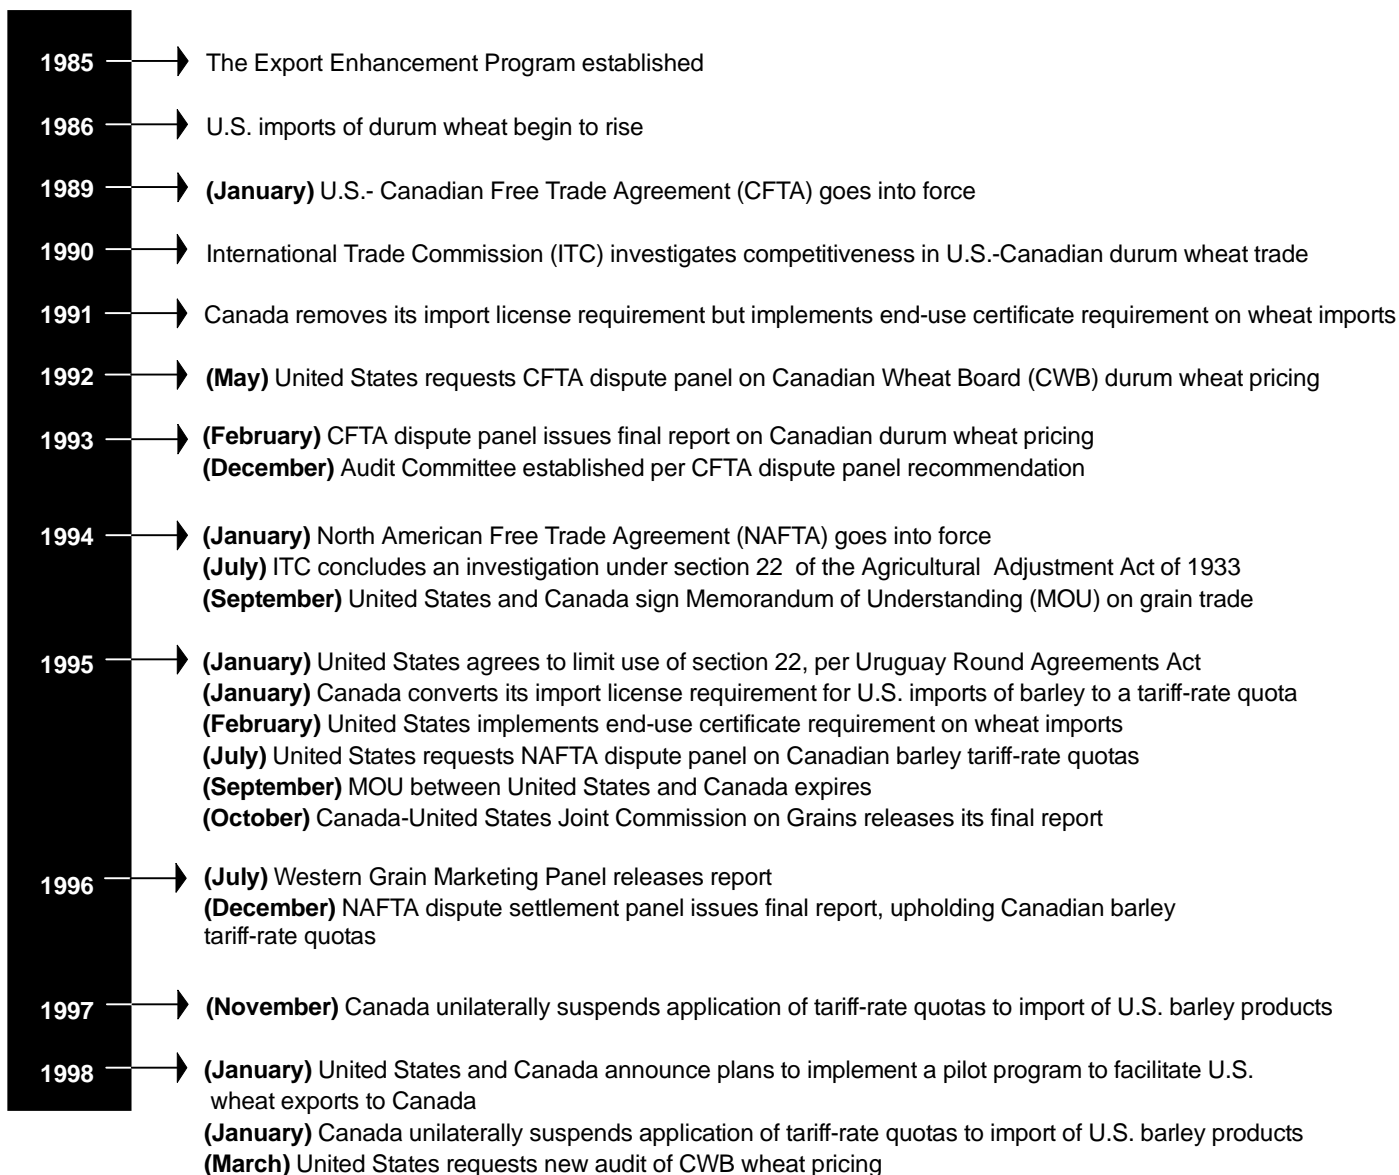 1985 The Export Enhancement Program established
1986 U.S. imports of durum wheat begin to rise
1989 (January) U.S.- Canadian Free Trade Agreement (CFTA) goes into force
1990 International Trade Commission (ITC) investigates competitiveness in U.S.-Canadian durum wheat trade
1991 Canada removes its import license requirement but implements end-use certificate requirement on wheat imports
1992 (May) United States requests CFTA dispute panel on Canadian Wheat Board (CWB) durum wheat pricing
1993 (February) CFTA dispute panel issues final report on Canadian durum wheat pricing
(December) Audit Committee established per CFTA dispute panel recommendation
1994 (January) North American Free Trade Agreement (NAFTA) goes into force
(July) ITC concludes an investigation under section 22 of the Agricultural Adjustment Act of 1933
(September) United States and Canada sign Memorandum of Understanding (MOU) on grain trade
1995 (January) United States agrees to limit use of section 22, per Uruguay Round Agreements Act
(January) Canada converts its import license requirement for U.S. imports of barley to a tariff-rate quota
(February) United States implements end-use certificate requirement on wheat imports
(July) United States requests NAFTA dispute panel on Canadian barley tariff-rate quotas
(September) MOU between United States and Canada expires
(October) Canada-United States Joint Commission on Grains releases its final report
1996 (July) Western Grain Marketing Panel releases report
(December) NAFTA dispute settlement panel issues final report, upholding Canadian barley
tariff-rate quotas
1997 (November) Canada unilaterally suspends application of tariff-rate quotas to import of U.S. barley products
1998 (January) United States and Canada announce plans to implement a pilot program to facilitate U.S.
wheat exports to Canada
(January) Canada unilaterally suspends application of tariff-rate quotas to import of U.S. barley products
(March) United States requests new audit of CWB wheat pricing